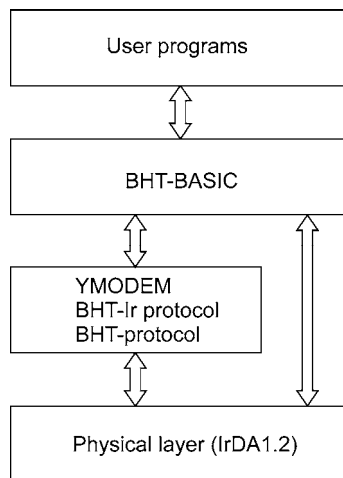 User programs
BHT-BASIC
YMODEM
BHT-Ir protocol
BHT-protocol
Physical layer (IrDA1.2)